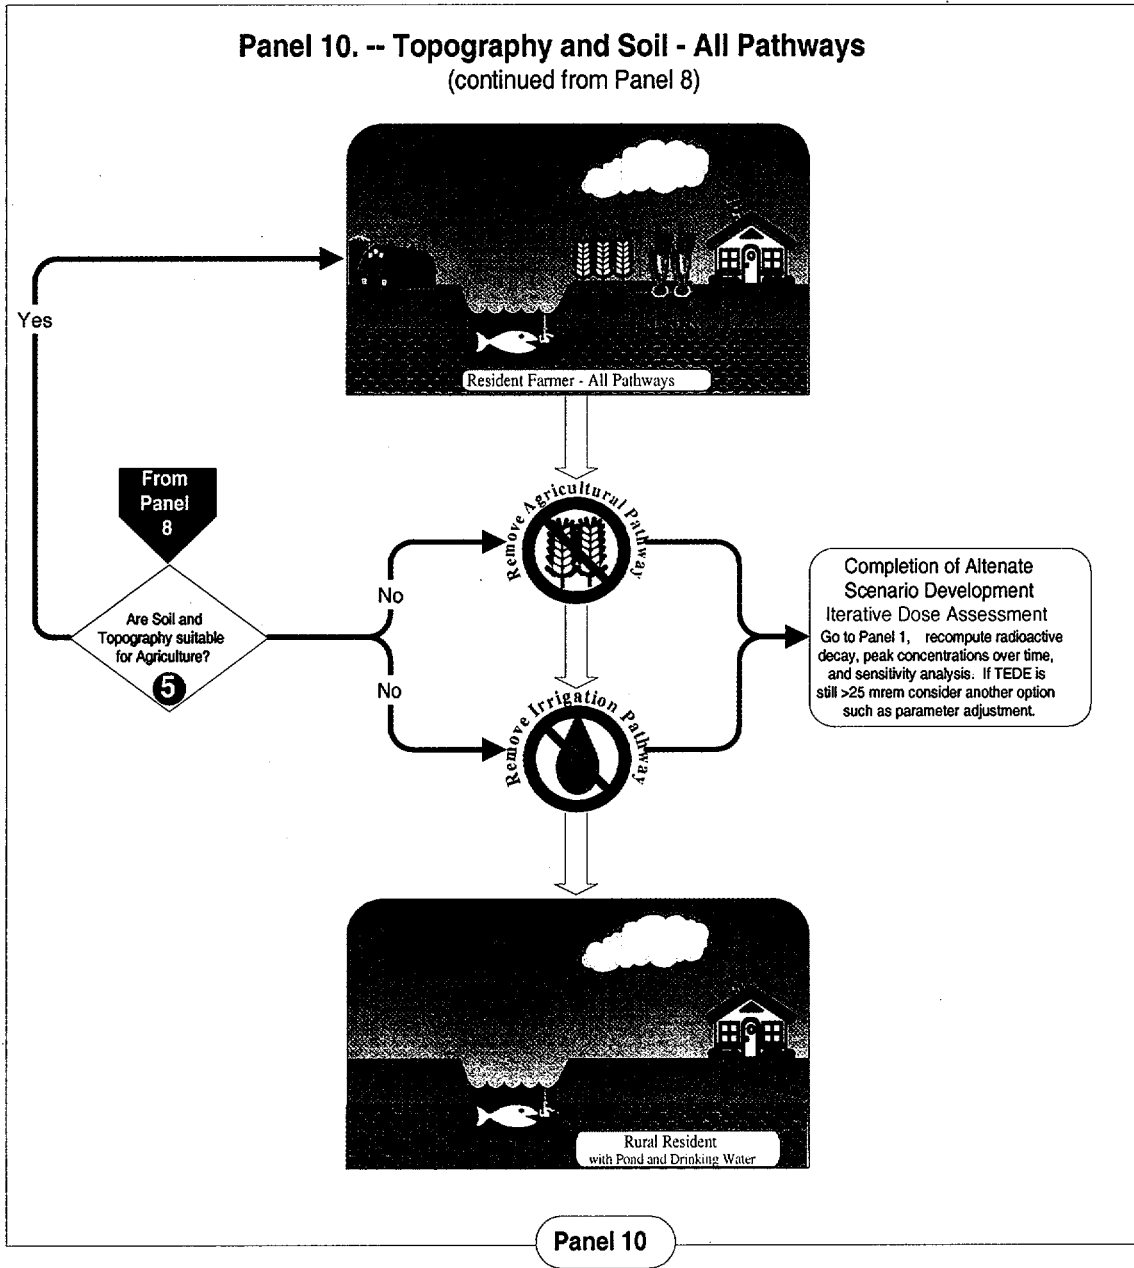 Panel 10. -- Topography and Soil - All Pathways
(continued from Panel 8)
Resident Farmer - All Pathways
Yes
From
Panel
8
Are Soil and
Topography suitable
for Agriculture?
5
No
No
Remove Agricultural Pathway
Remove Irrigation Pathway
Completion of Altenate
Scenario Development
Iterative Dose Assessment
Go to Panel 1, recompute radioactive
decay, peak concentrations over time,
and sensitivity analysis. If TEDE is
still >25 mrem consider another option
such as parameter adjustment.
Rural Resident
with Pond and Drinking Water
Panel 10